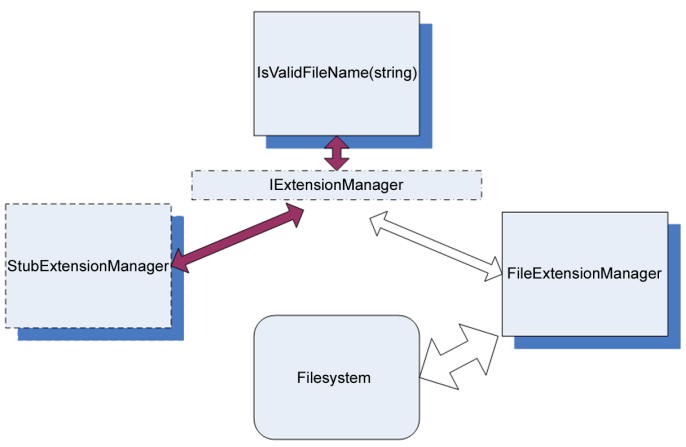 IsValidFileName(string)
IExtensionManager
StubExtensionManager
FileExtensionManager
Filesystem